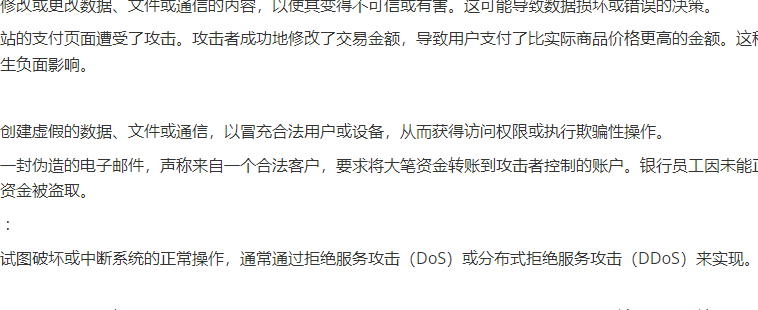 修改或更改数据、文件或通信的内容，以使其变得不可信或有害。这可能导致数据损坏或错误的决策。
站的支付页面遭受了攻击。攻击者成功地修改了交易金额，导致用户支付了比实际商品价格更高的金额。这种
生负面影响。
创建虚假的数据、文件或通信，以冒充合法用户或设备，从而获得访问权限或执行欺骗性操作。
一封伪造的电子邮件，声称来自一个合法客户，要求将大笔资金转账到攻击者控制的账户。银行员工因未能正
资金被盗取。
：
试图破坏或中断系统的正常操作，通常通过拒绝服务攻击（DoS）或分布式拒绝服务攻击（DDoS）来实现。